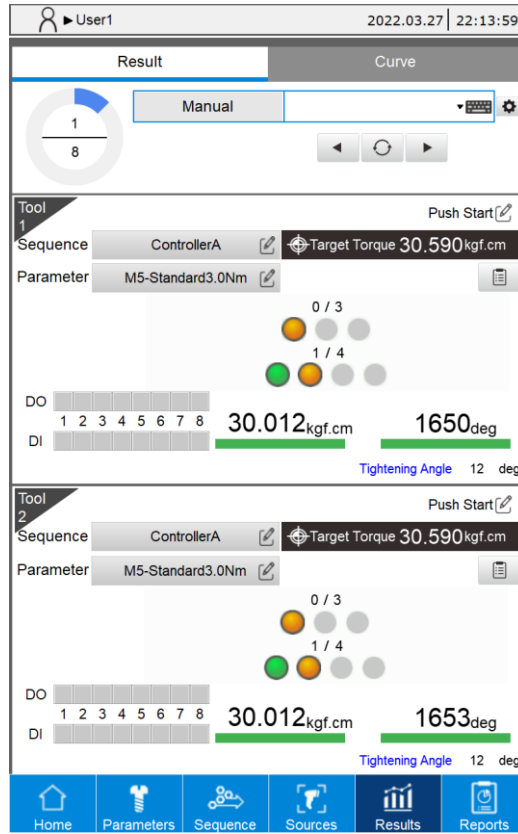 ►User1 2022.03.27 22:13:59
Result Curve
1
8
Manual
Tool
1
Push Start
Sequence ControllerA Target Torque 30.590kgf.cm
Parameter M5-Standard3.0Nm
0 / 3
1 / 4
DO
1 2 3 4 5 6 7 8
DI
30.012kgf.cm 1650deg
Tightening Angle 12 deg
Tool
2
Push Start
Sequence ControllerA Target Torque 30.590kgf.cm
Parameter M5-Standard3.0Nm
0 / 3
1 / 4
DO
1 2 3 4 5 6 7 8
DI
30.012kgf.cm 1653deg
Tightening Angle 12 deg
Home Parameters Sequence Sources Results Reports